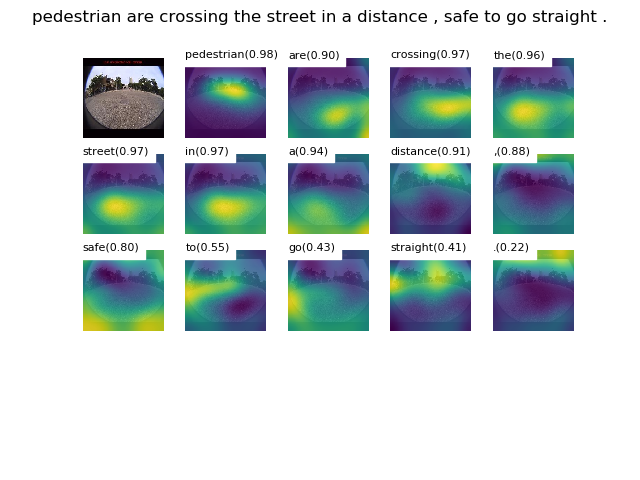 pedestrian are crossing the street in a distance , safe to go straight .
pedestrian(0.98) are(0.90) crossing(0.97) the(0.96)
street(0.97) in(0.97) a(0.94) distance(0.91) ,(0.88)
safe(0.80) to(0.55) go(0.43) straight(0.41) .(0.22)